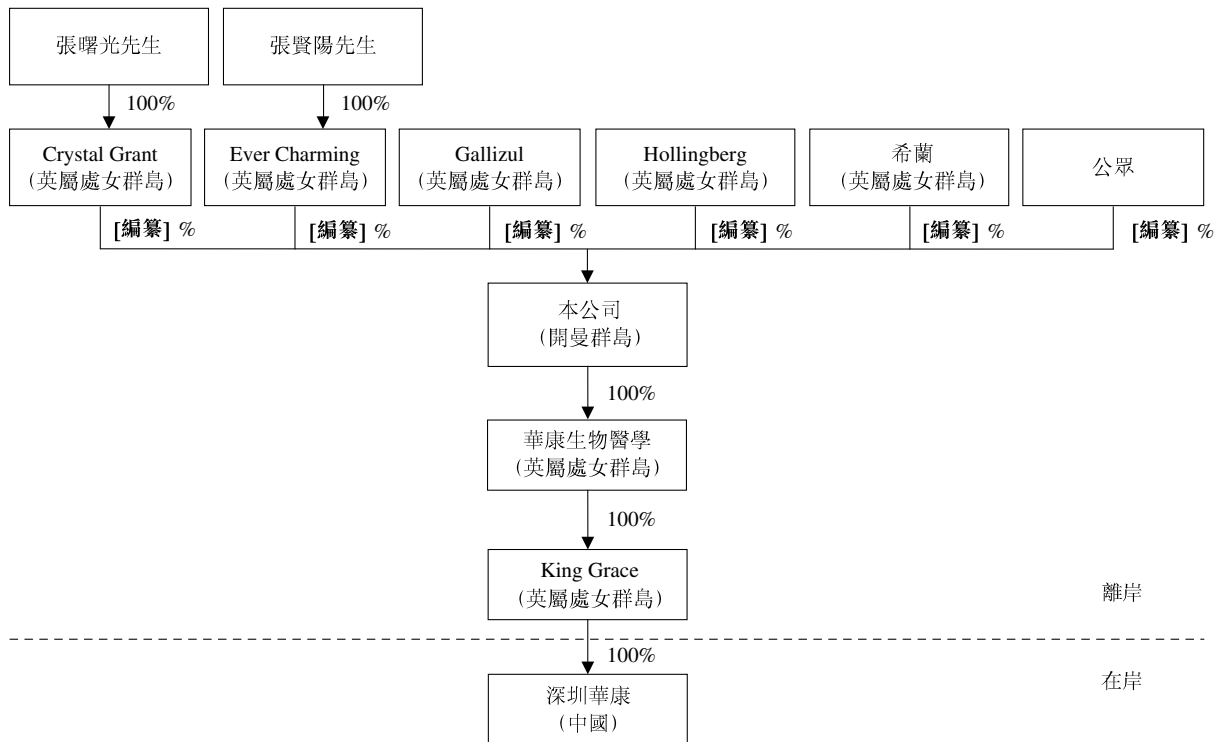 張曙光先生
張賢陽先生
100%
100%
Crystal Grant
(英屬處女群島)
Ever Charming
(英屬處女群島)
Gallizul
(英屬處女群島)
Hollingberg
(英屬處女群島)
希蘭
(英屬處女群島)
公眾
[編纂] %
[編纂] %
[編纂] %
[編纂] %
[編纂] %
[編纂] %
本公司
(開曼群島)
100%
華康生物醫學
(英屬處女群島)
100%
King Grace
(英屬處女群島)
離岸
100%
在岸
深圳華康
(中國)